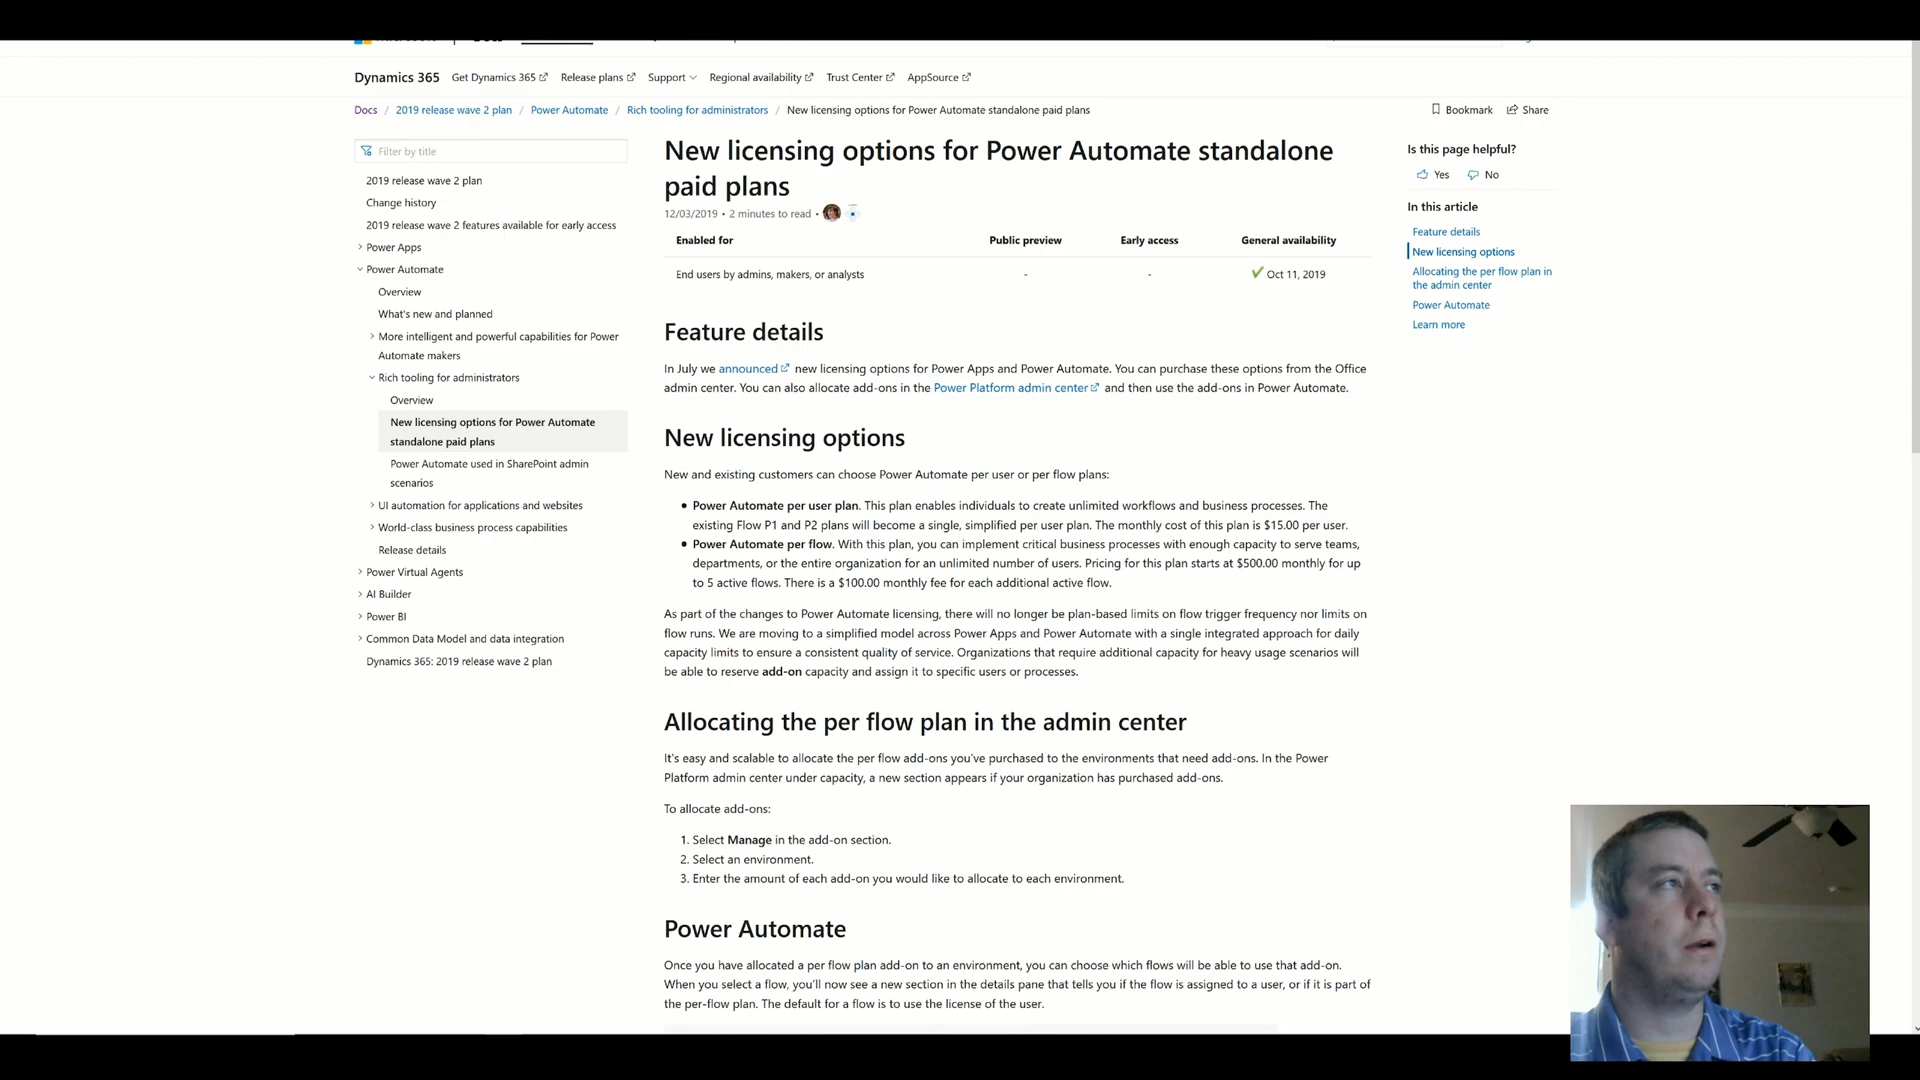 Dynamics 365 Get Dynamics 365 Release plans Support Regional availability Trust Center AppSource
Docs / 2019 release wave 2 plan / Power Automate / Rich tooling for administrators / New licensing options for Power Automate standalone paid plans
Bookmark Share
Filter by title
2019 release wave 2 plan
Change history
2019 release wave 2 features available for early access
Power Apps
Power Automate
Overview
What's new and planned
More intelligent and powerful capabilities for Power
Automate makers
Rich tooling for administrators
Overview
New licensing options for Power Automate
standalone paid plans
Power Automate used in SharePoint admin
scenarios
UI automation for applications and websites
World-class business process capabilities
Release details
Power Virtual Agents
AI Builder
Power BI
Common Data Model and data integration
Dynamics 365: 2019 release wave 2 plan
New licensing options for Power Automate standalone
paid plans
12/03/2019 • 2 minutes to read •
Enabled for Public preview Early access General availability
End users by admins, makers, or analysts - - Oct 11, 2019
Feature details
In July we announced new licensing options for Power Apps and Power Automate. You can purchase these options from the Office
admin center. You can also allocate add-ons in the Power Platform admin center and then use the add-ons in Power Automate.
New licensing options
New and existing customers can choose Power Automate per user or per flow plans:
• Power Automate per user plan. This plan enables individuals to create unlimited workflows and business processes. The
existing Flow P1 and P2 plans will become a single, simplified per user plan. The monthly cost of this plan is $15.00 per user.
• Power Automate per flow. With this plan, you can implement critical business processes with enough capacity to serve teams,
departments, or the entire organization for an unlimited number of users. Pricing for this plan starts at $500.00 monthly for up
to 5 active flows. There is a $100.00 monthly fee for each additional active flow.
As part of the changes to Power Automate licensing, there will no longer be plan-based limits on flow trigger frequency nor limits on
flow runs. We are moving to a simplified model across Power Apps and Power Automate with a single integrated approach for daily
capacity limits to ensure a consistent quality of service. Organizations that require additional capacity for heavy usage scenarios will
be able to reserve add-on capacity and assign it to specific users or processes.
Allocating the per flow plan in the admin center
It's easy and scalable to allocate the per flow add-ons you've purchased to the environments that need add-ons. In the Power
Platform admin center under capacity, a new section appears if your organization has purchased add-ons.
To allocate add-ons:
1. Select Manage in the add-on section.
2. Select an environment.
3. Enter the amount of each add-on you would like to allocate to each environment.
Power Automate
Once you have allocated a per flow plan add-on to an environment, you can choose which flows will be able to use that add-on.
When you select a flow, you'll now see a new section in the details pane that tells you if the flow is assigned to a user, or if it is part of
the per-flow plan. The default for a flow is to use the license of the user.
Is this page helpful?
Yes No
In this article
Feature details
New licensing options
Allocating the per flow plan in
the admin center
Power Automate
Learn more